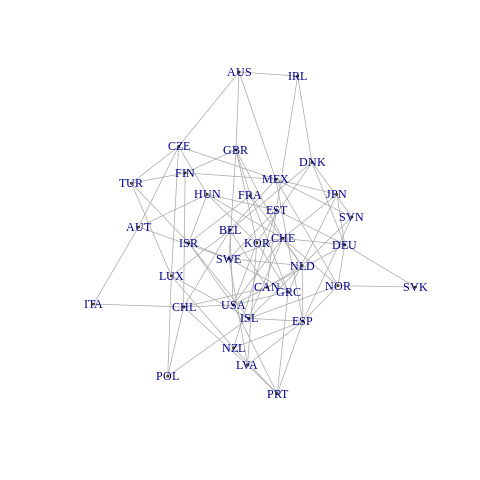 AUS
IRL
CZE
GBR
DNK
FIN
MEX
TUR
HUN
FRA
JPN
EST
SVN
AUT
BEL
ISR
KOR
CHE
DEU
SWE
NLD
LUX
CAN
GRC
NOR
SVK
ITA
CHL
USA
ISL
ESP
NZL
LVA
POL
PRT